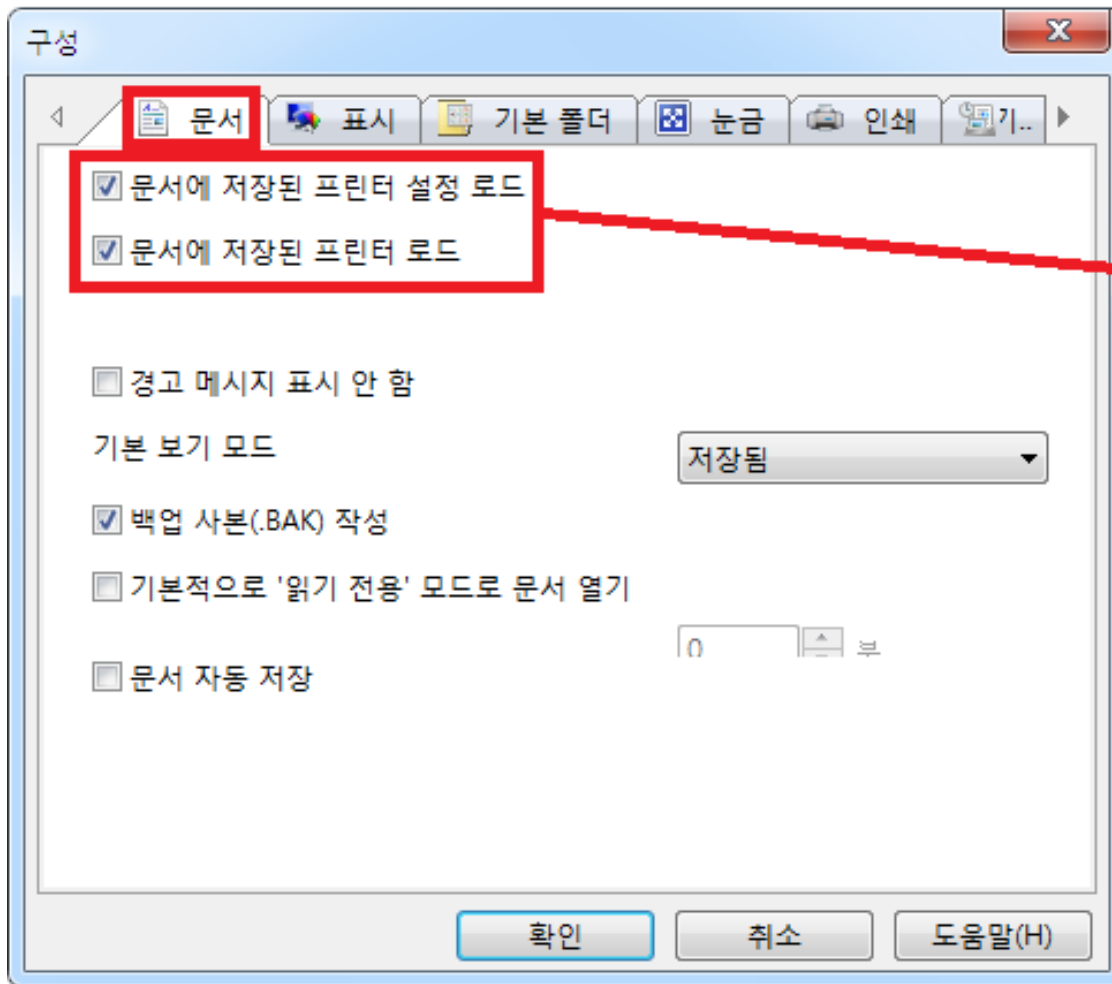 구성
문서 표시 기본 폴더 눈금 인쇄 기..
문서에 저장된 프린터 설정 로드
문서에 저장된 프린터 로드
경고 메시지 표시 안 함
기본 보기 모드 저장됨
백업 사본(.BAK) 작성
기본적으로 '읽기 전용' 모드로 문서 열기
0
문서 자동 저장
확인 취소 도움말(H)